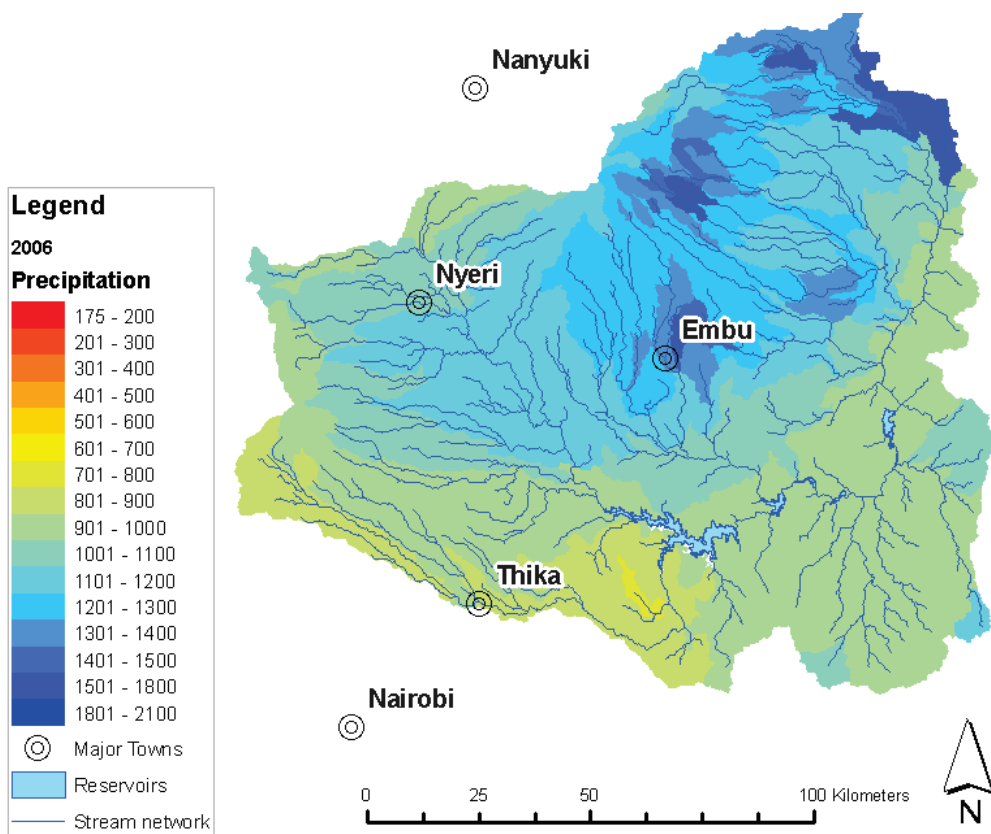 Nanyuki
Legend
2006
Precipitation
175 - 200
201 - 300
301 - 400
401 - 500
501 - 600
601 - 700
701 - 800
801 - 900
901 - 1000
1001 - 1100
1101 - 1200
1201 - 1300
1301 - 1400
1401 - 1500
1501 - 1800
1801 - 2100
Major Towns
Reservoirs
Stream network
Nyeri
Embu
Thika
Nairobi
0 25 50 100 Kilometers
N